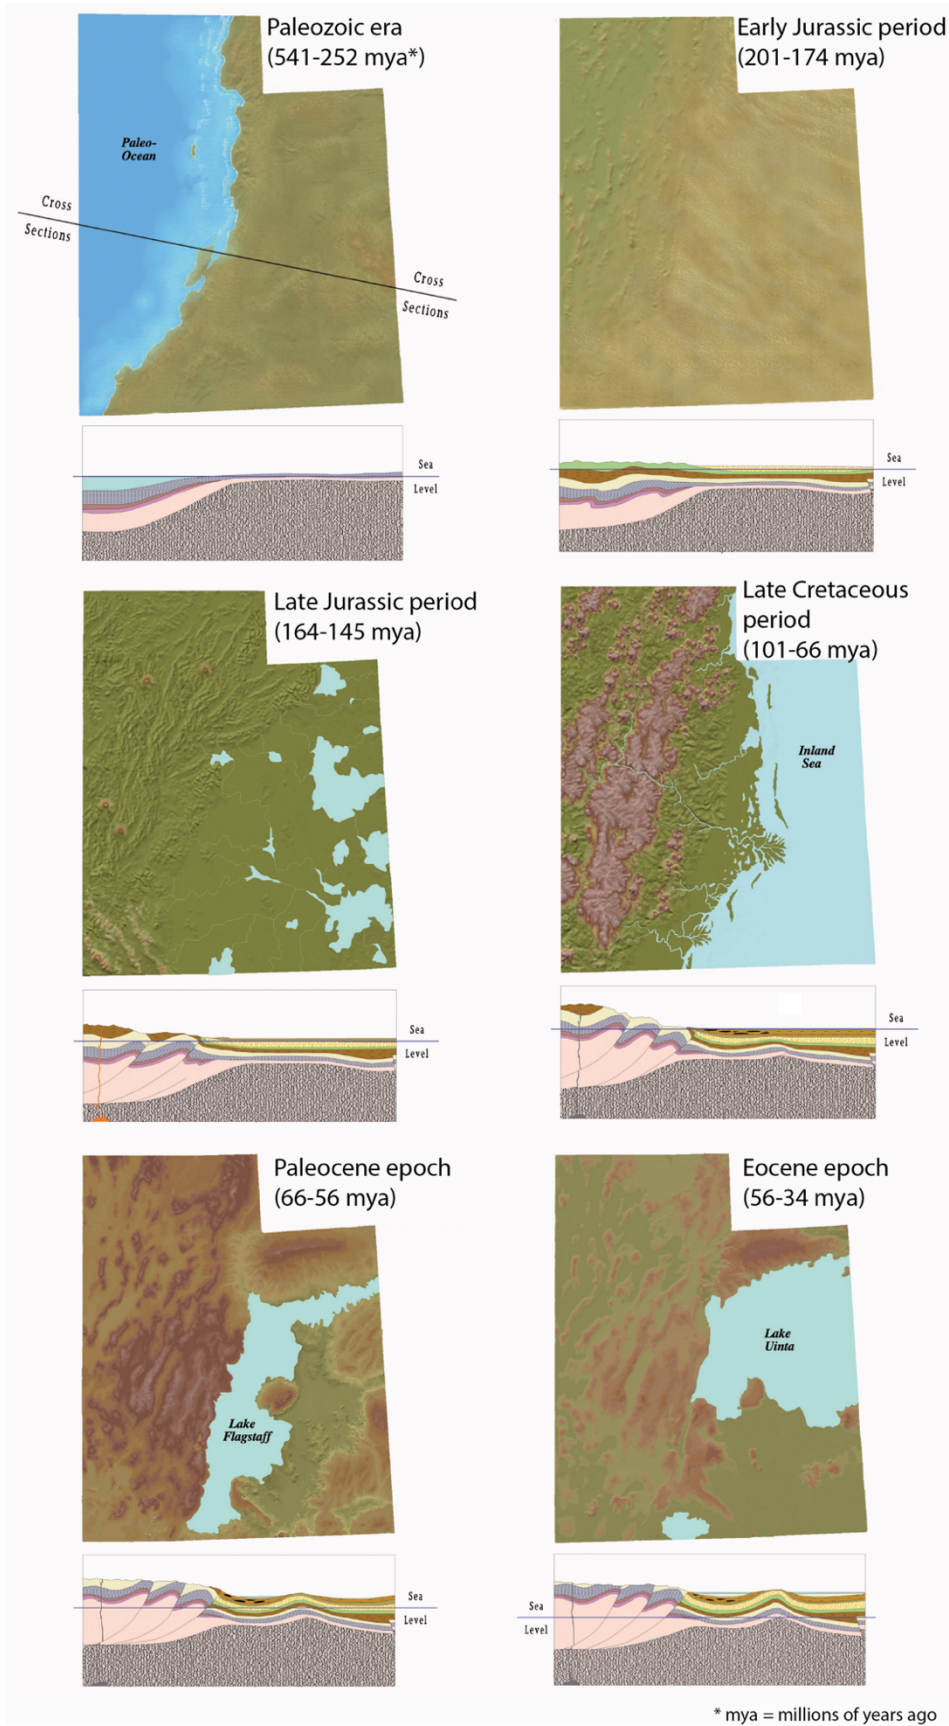 Paleozoic era
(541-252 mya*)
Paleo-
Ocean
Cross
Sections
Cross
Sections
Sea
Level
Early Jurassic period
(201-174 mya)
Sea
Level
Late Jurassic period
(164-145 mya)
Sea
Level
Late Cretaceous
period
(101-66 mya)
Inland
Sea
Sea
Level
Paleocene epoch
(66-56 mya)
Lake
Flagstaff
Sea
Level
Eocene epoch
(56-34 mya)
Lake
Uinta
Sea
Level
* mya = millions of years ago